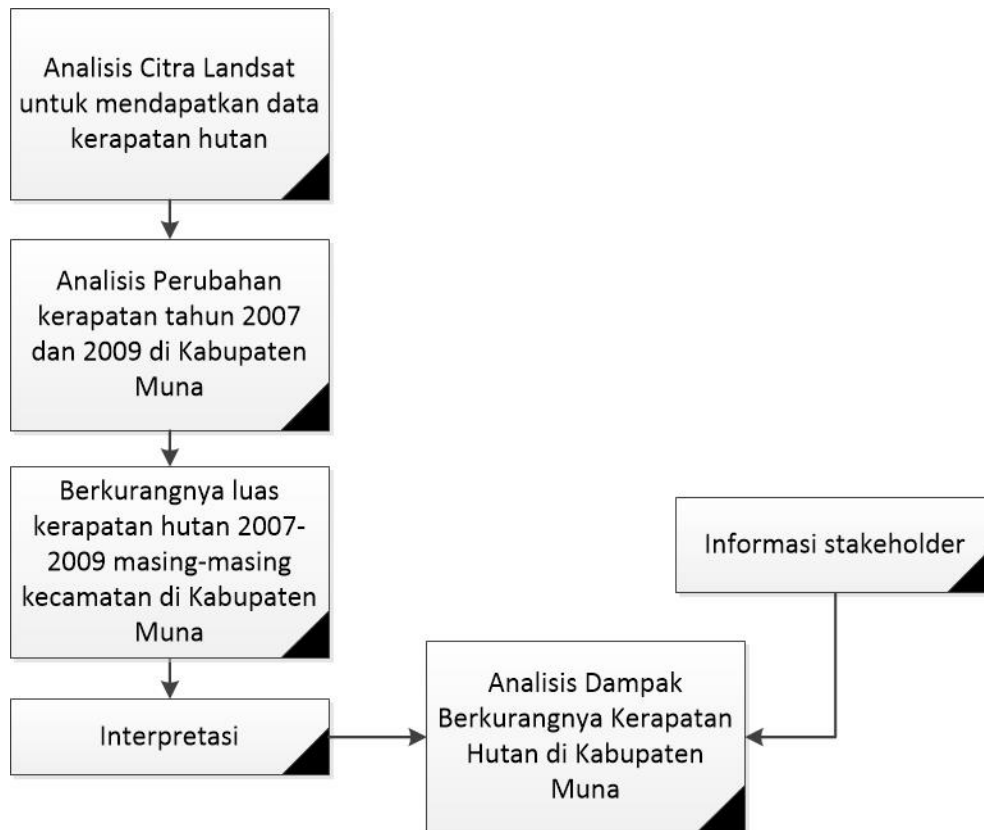 Analisis Citra Landsat
untuk mendapatkan data
kerapatan hutan
Analisis Perubahan
kerapatan tahun 2007
dan 2009 di Kabupaten
Muna
Berkurangnya luas
kerapatan hutan 2007-
2009 masing-masing
kecamatan di Kabupaten
Muna
Interpretasi
Informasi stakeholder
Analisis Dampak
Berkurangnya Kerapatan
Hutan di Kabupaten
Muna